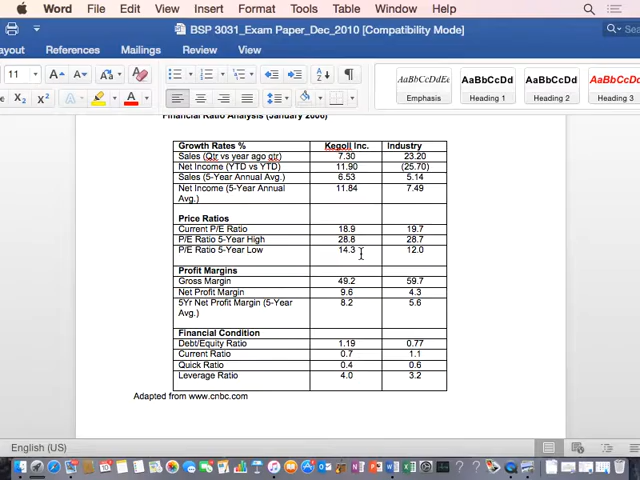 Word File Edit View Insert Format Tools Table Window Help
BSP 3031_Exam Paper_Dec_2010 [Compatibility Mode]
ayout References Mailings Review View
11
AaBbCcDdEe AaBbCcDd AaBbCcDd AaBbCcDd
Emphasis Heading 1 Heading 2 Heading 3
Financial Ratio Analysis (January 2006)
Growth Rates % Kegoll Inc. Industry
Sales (Qtr vs year ago qtr) 7.30 23.20
Net Income (YTD vs YTD) 11.90 (25.70)
Sales (5-Year Annual Avg.) 6.53 5.14
Net Income (5-Year Annual 11.84 7.49
Avg.)
Price Ratios
Current P/E Ratio 18.9 19.7
P/E Ratio 5-Year High 28.8 28.7
P/E Ratio 5-Year Low 14.3 12.0
Profit Margins
Gross Margin 49.2 59.7
Net Profit Margin 9.6 4.3
5Yr Net Profit Margin (5-Year 8.2 5.6
Avg.)
Financial Condition
Debt/Equity Ratio 1.19 0.77
Current Ratio 0.7 1.1
Quick Ratio 0.4 0.6
Leverage Ratio 4.0 3.2
Adapted from www.cnbc.com
English (US)